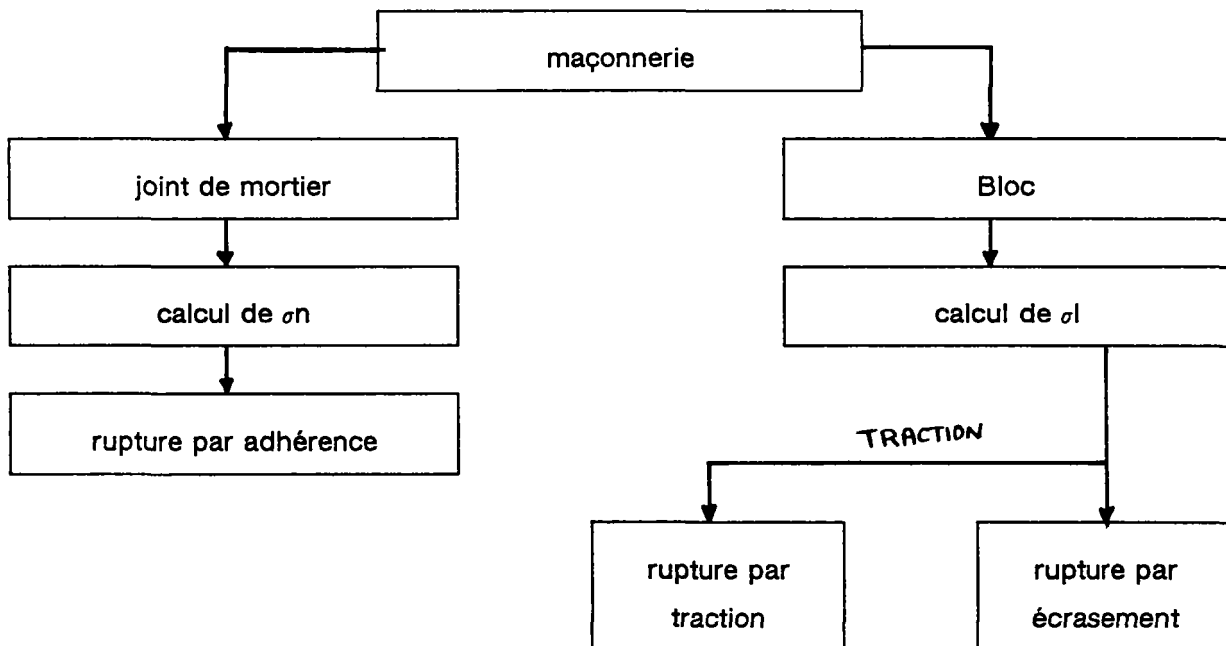 maçonnerie
joint de mortier
Bloc
calcul de σn
calcul de σl
rupture par adhérence
TRACTION
rupture par
traction
rupture par
écrasement